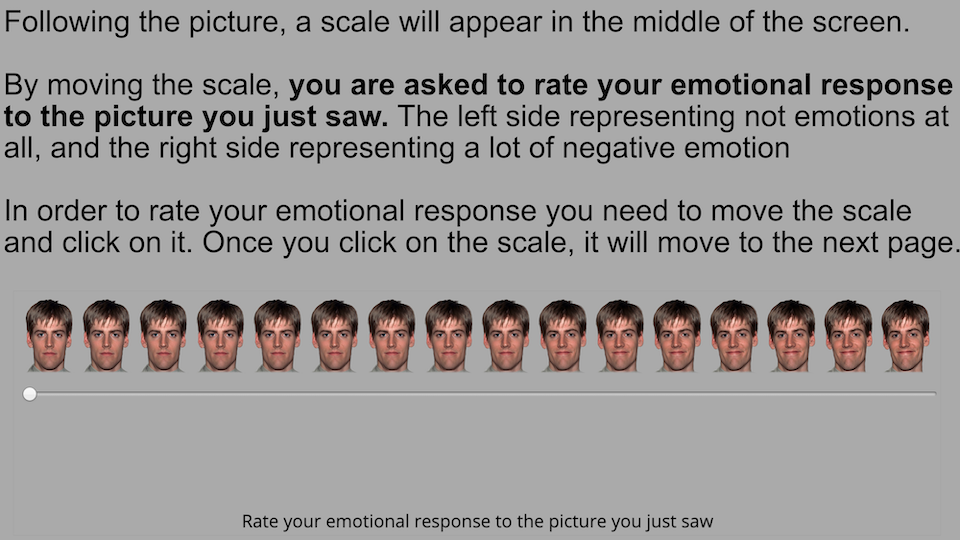 Following the picture, a scale will appear in the middle of the screen.
By moving the scale, you are asked to rate your emotional response
to the picture you just saw. The left side representing not emotions at
all, and the right side representing a lot of negative emotion
In order to rate your emotional response you need to move the scale
and click on it. Once you click on the scale, it will move to the next page.
Rate your emotional response to the picture you just saw